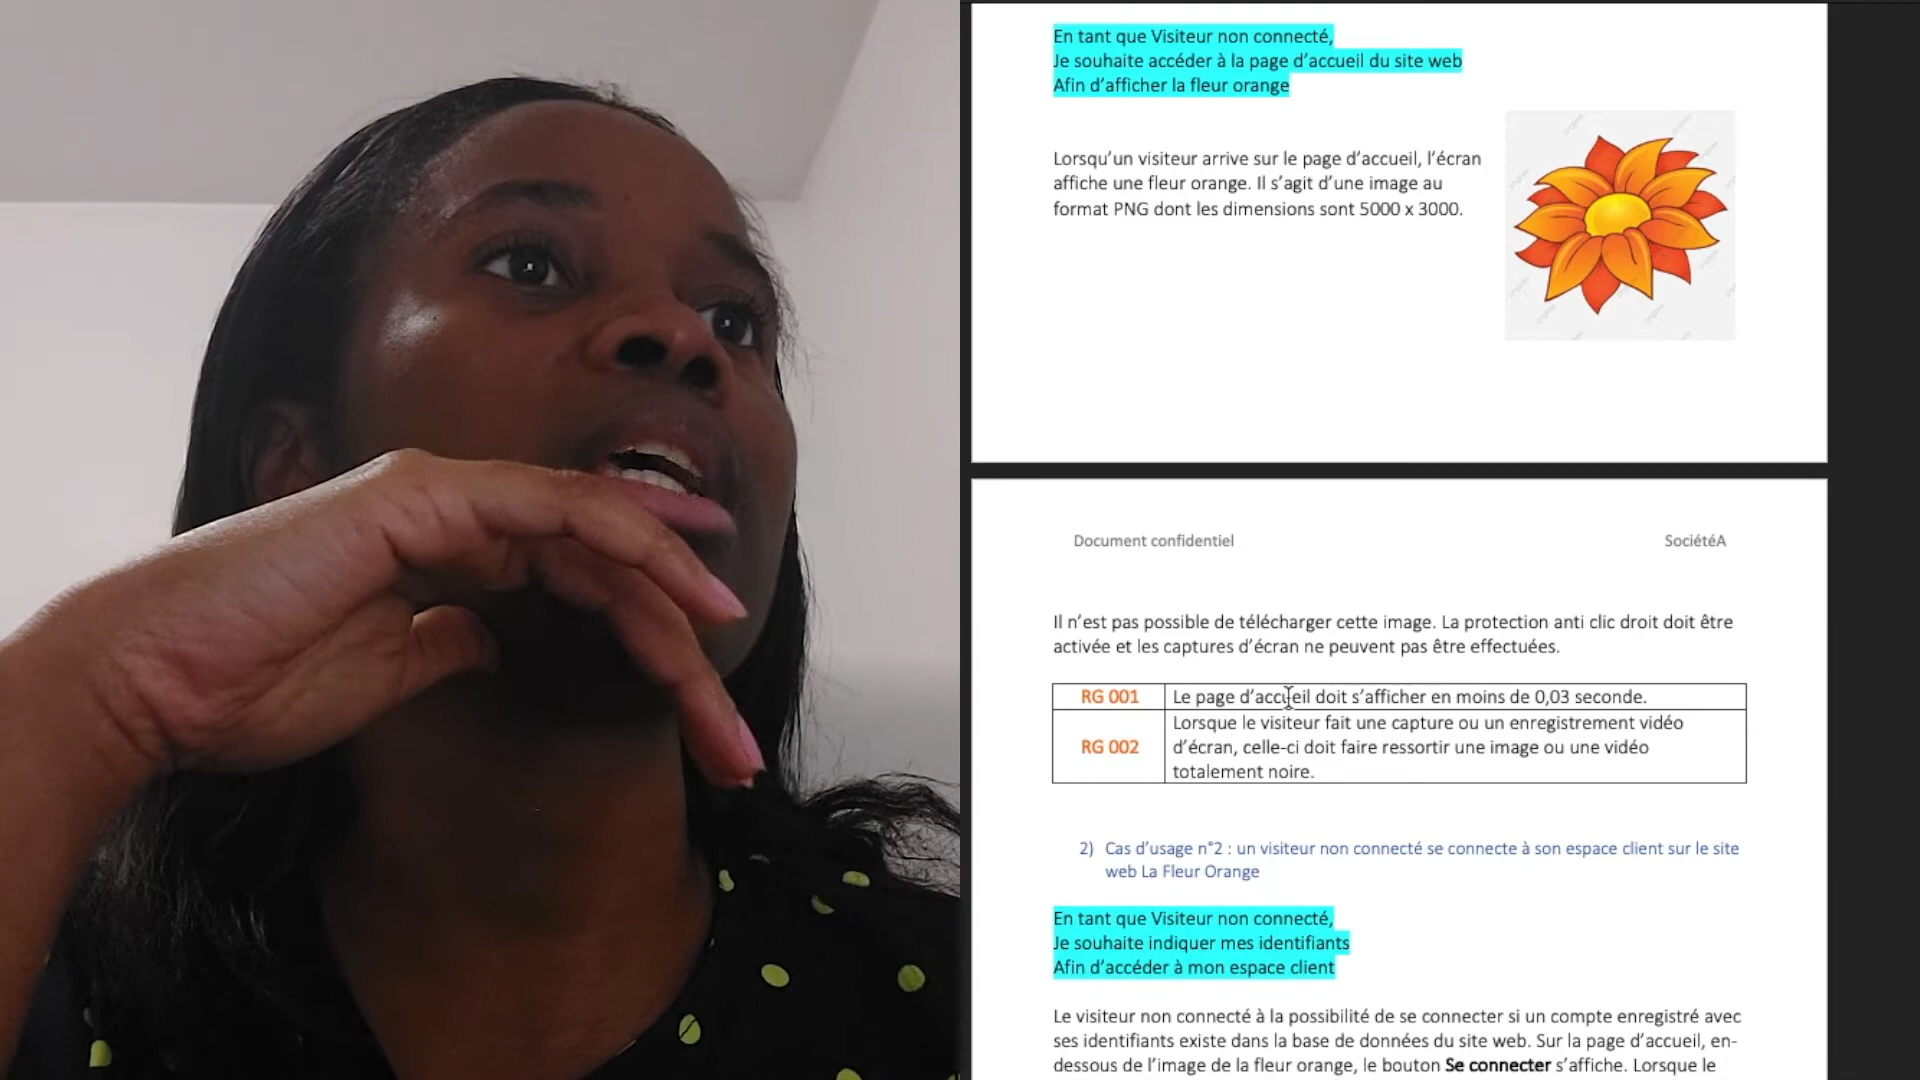 En tant que Visiteur non connecté,
Je souhaite accéder à la page d'accueil du site web
Afin d'afficher la fleur orange
Lorsqu'un visiteur arrive sur le page d'accueil, l'écran
affiche une fleur orange. Il s'agit d'une image au
format PNG dont les dimensions sont 5000 x 3000.
Document confidentiel
SociétéA
Il n'est pas possible de télécharger cette image. La protection anti clic droit doit être
activée et les captures d'écran ne peuvent pas être effectuées.
RG 001 Le page d'accueil doit s'afficher en moins de 0,03 seconde.
Lorsque le visiteur fait une capture ou un enregistrement vidéo
RG 002 d'écran, celle-ci doit faire ressortir une image ou une vidéo
totalement noire.
2) Cas d'usage n°2 : un visiteur non connecté se connecte à son espace client sur le site
web La Fleur Orange
En tant que Visiteur non connecté,
Je souhaite indiquer mes identifiants
Afin d'accéder à mon espace client
Le visiteur non connecté à la possibilité de se connecter si un compte enregistré avec
ses identifiants existe dans la base de données du site web. Sur la page d'accueil, en-
dessous de l'image de la fleur orange, le bouton Se connecter s'affiche. Lorsque le